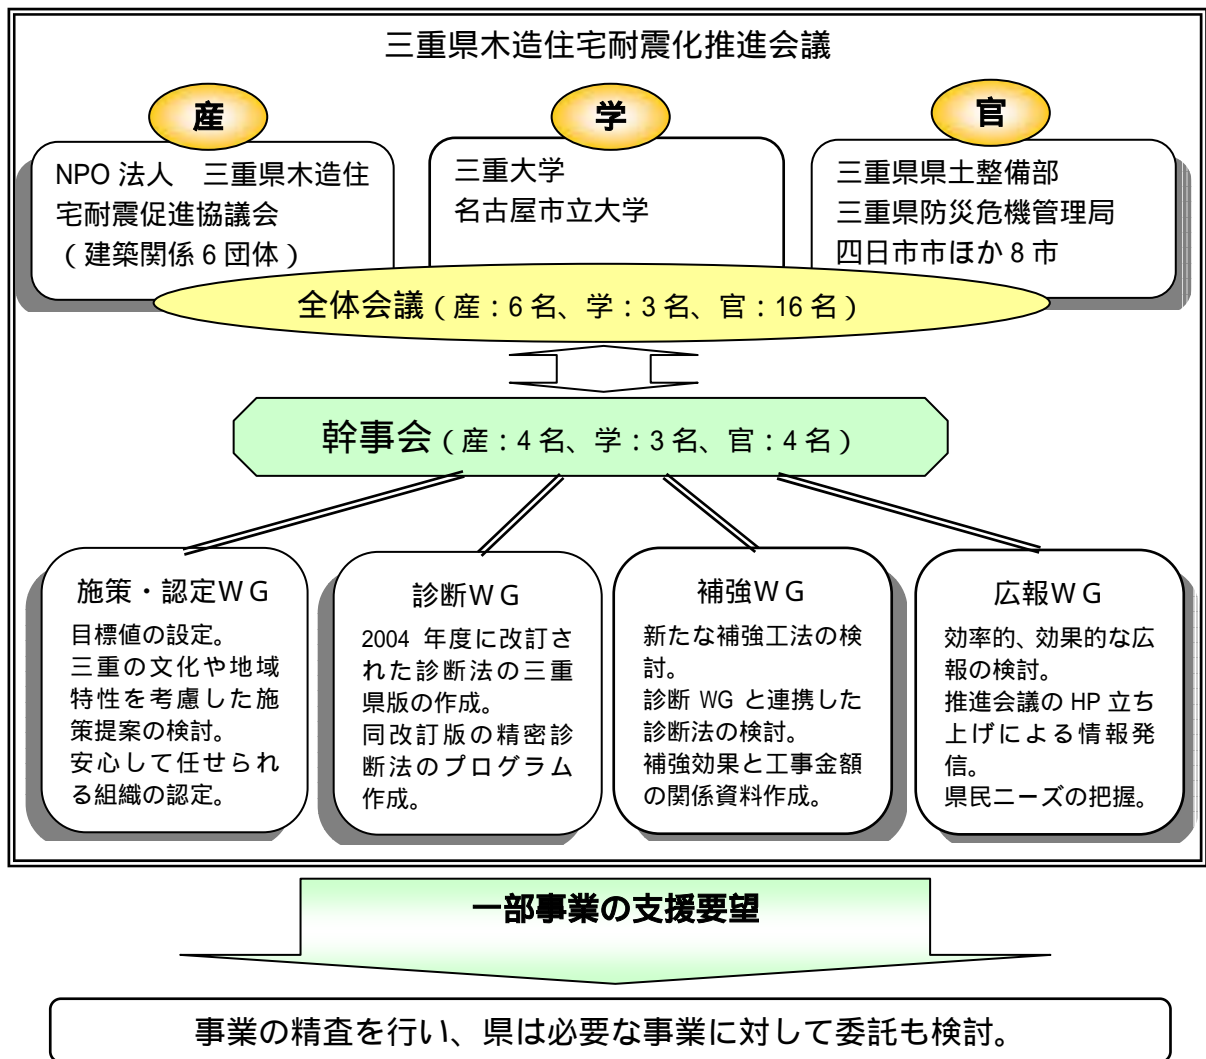 三重県木造住宅耐震化推進会議
産
NPO 法人　三重県木造住
宅耐震促進協議会
（建築関係 6 団体）
学
三重大学
名古屋市立大学
官
三重県県土整備部
三重県防災危機管理局
四日市市ほか 8 市
全体会議（産：6 名、学：3 名、官：16 名）
幹事会（産：4 名、学：3 名、官：4 名）
施策・認定ＷＧ
目標値の設定。
三重の文化や地域
特性を考慮した施
策提案の検討。
安心して任せられ
る組織の認定。
診断ＷＧ
2004 年度に改訂さ
れた診断法の三重
県版の作成。
同改訂版の精密診
断法のプログラム
作成。
補強ＷＧ
新たな補強工法の検
討。
診断 WG と連携した
診断法の検討。
補強効果と工事金額
の関係資料作成。
広報ＷＧ
効率的、効果的な広
報の検討。
推進会議の HP 立ち
上げによる情報発
信。
県民ニーズの把握。
一部事業の支援要望
事業の精査を行い、県は必要な事業に対して委託も検討。